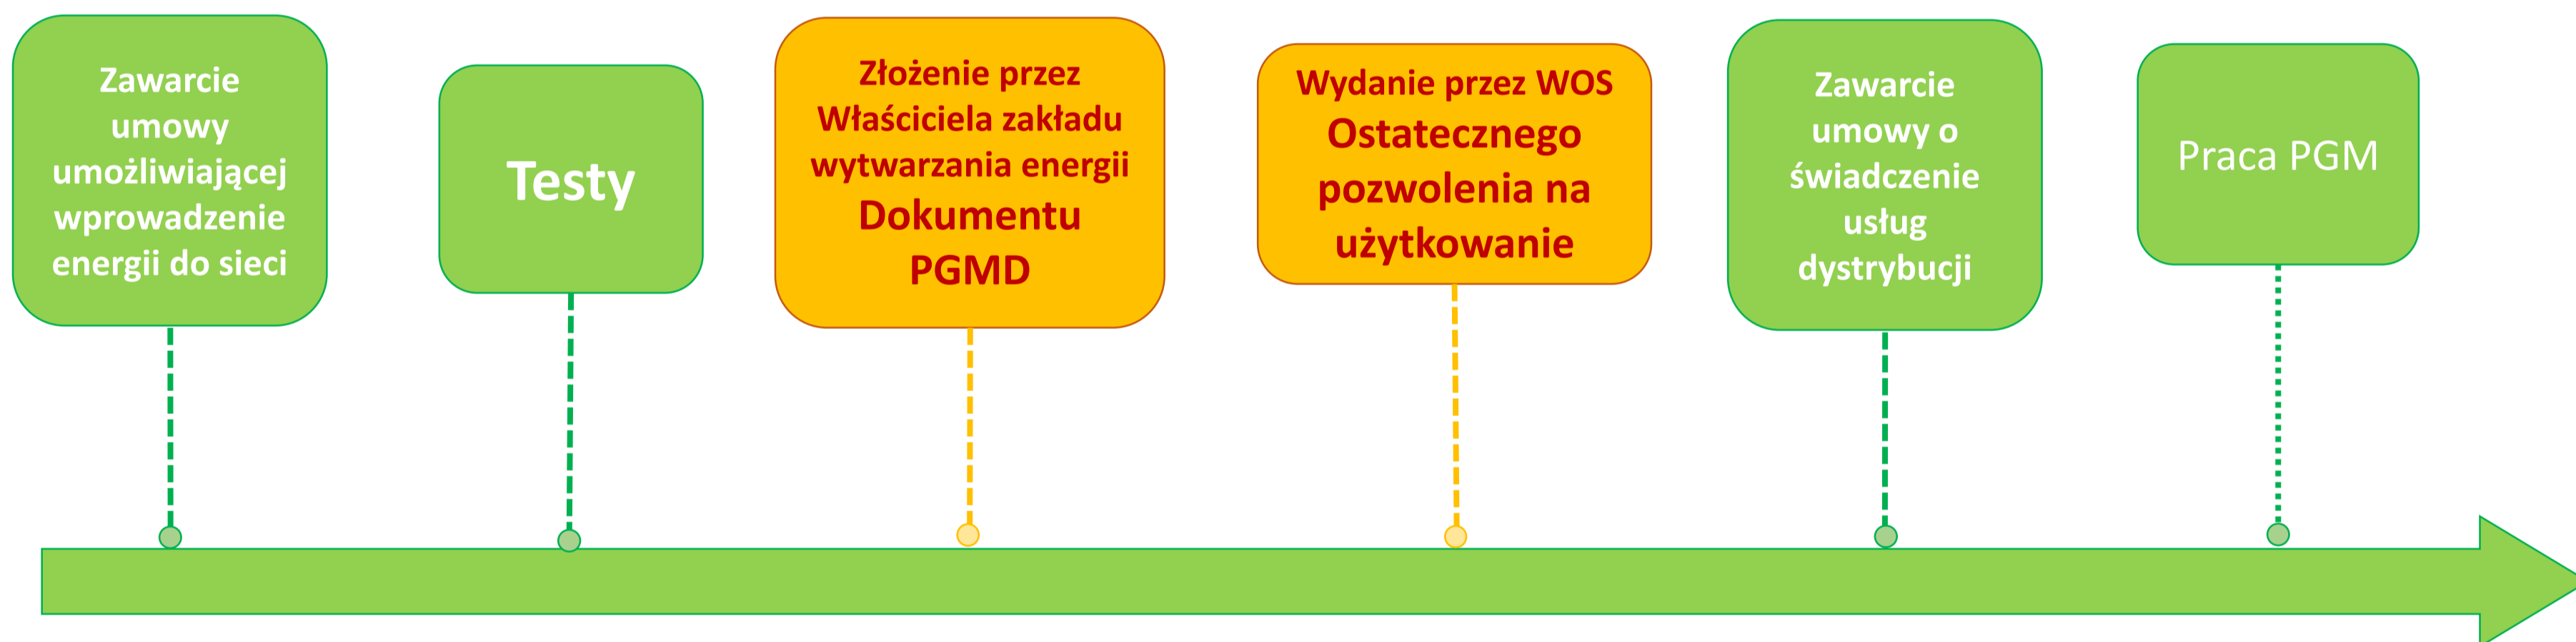 Zawarcie
umowy
umożliwiającej
wprowadzenie
energii do sieci
Testy
Złożenie przez
Właściciela zakładu
wytwarzania energii
Dokumentu
PGMD
Wydanie przez WOS
Ostatecznego
pozwolenia na
użytkowanie
Zawarcie
umowy o
świadczenie
usług
dystrybucji
Praca PGM